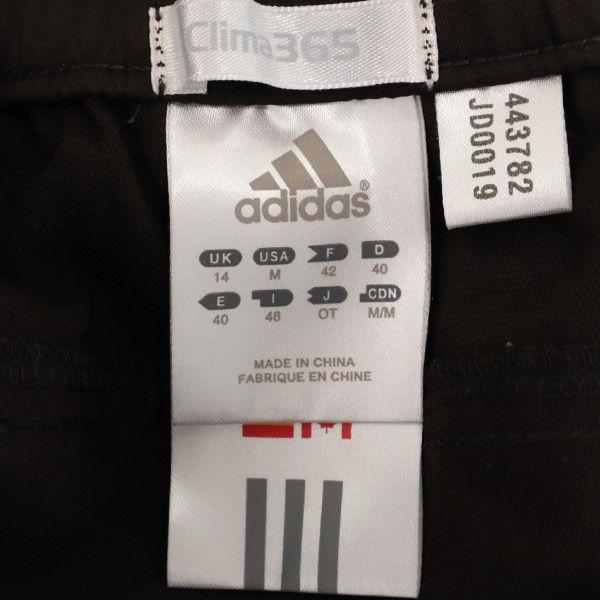 Clima365
adidas®
UK USA F D
14 M 42 40
E I J CDN
40 46 OT M/M
MADE IN CHINA
FABRIQUE EN CHINE
443782
JD0019